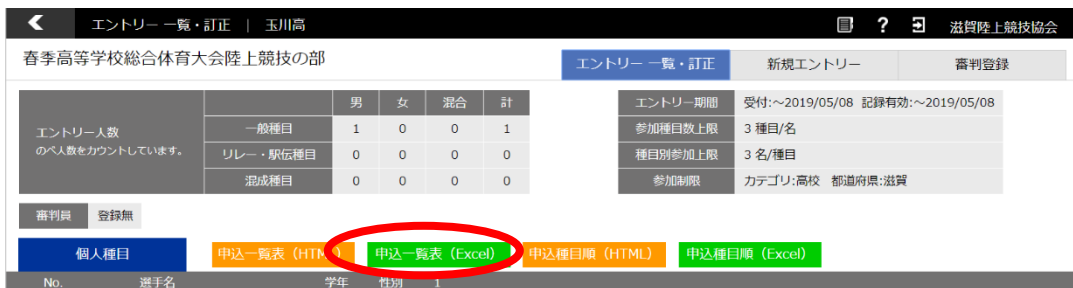 エントリー 一覧・訂正 | 玉川高 ? 滋賀陸上競技協会
春季高等学校総合体育大会陸上競技の部 エントリー 一覧・訂正 新規エントリー 審判登録
男 女 混合 計 エントリー期間 受付:～2019/05/08 記録有効:～2019/05/08
エントリー人数 一般種目 1 0 0 1 参加種目数上限 3 種目/名
のべ人数をカウントしています。 リレー・駅伝種目 0 0 0 0 種目別参加上限 3 名/種目
混成種目 0 0 0 0 参加制限 カテゴリ:高校 都道府県:滋賀
審判員 登録無
個人種目 申込一覧表（HTML） 申込一覧表（Excel） 申込種目順（HTML） 申込種目順（Excel）
No. 選手名 学年 性別 1